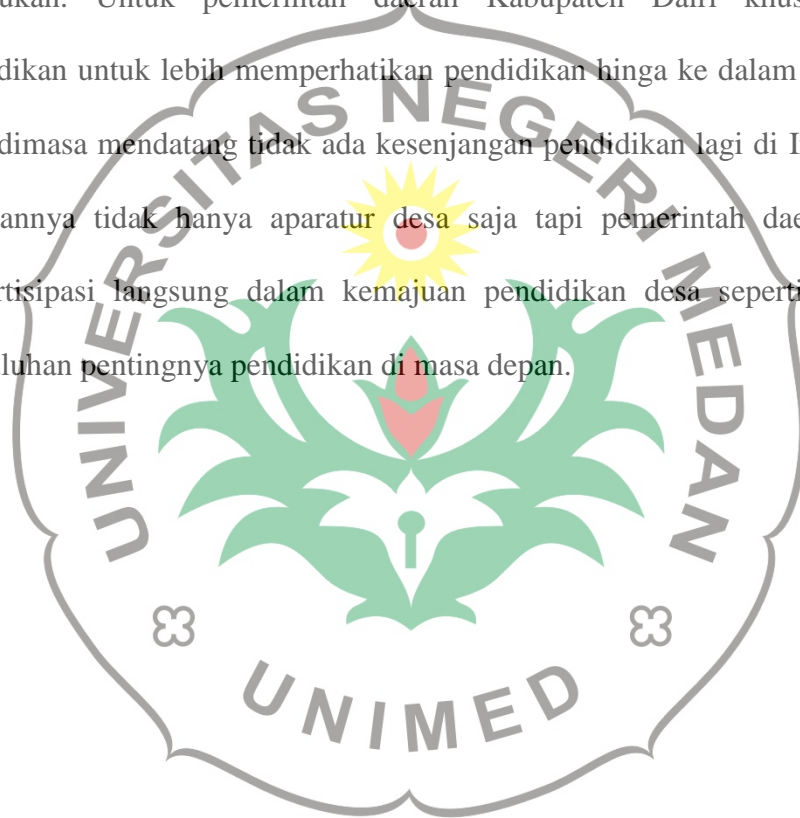 ukan. Untuk pemerintah daerah Kabupaten Dairi khus
dikan untuk lebih memperhatikan pendidikan hingga ke dalam
dimasa mendatang tidak ada kesenjangan pendidikan lagi di I
annya tidak hanya aparatur desa saja tapi pemerintah dae
rtisipasi langsung dalam kemajuan pendidikan desa seperti
luhan pentingnya pendidikan di masa depan.
UNIVERSITAS NEGERI MEDAN
UNIMED